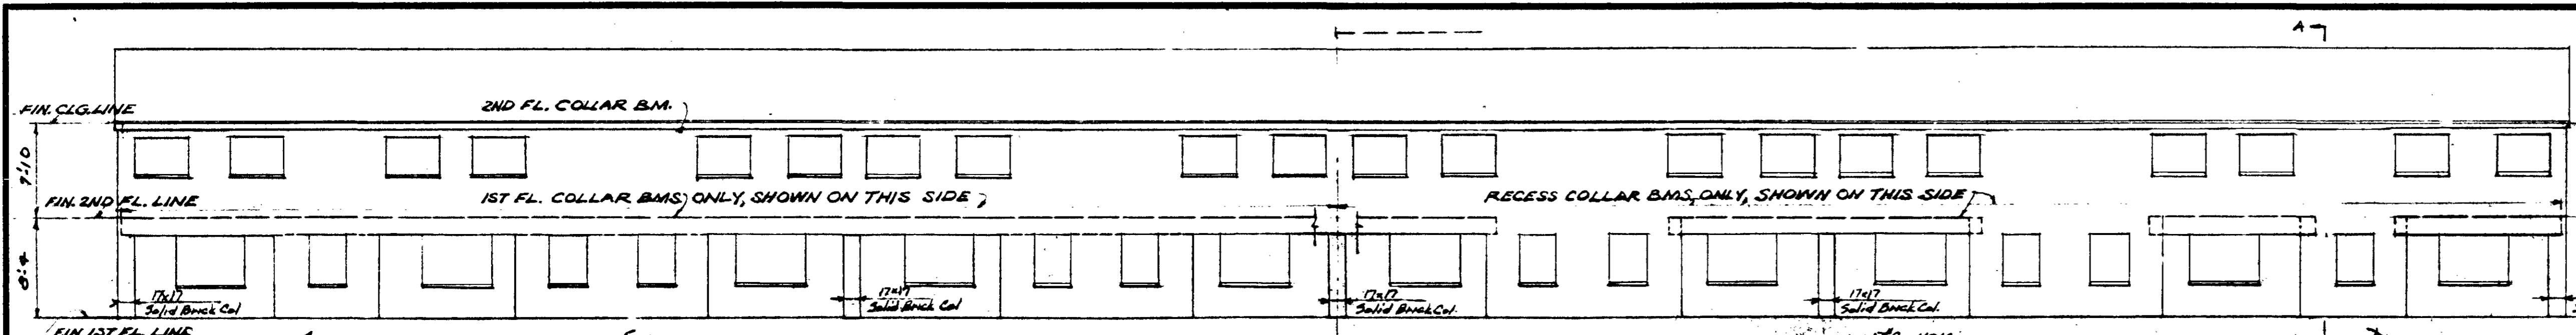 A
FIN. CLG. LINE
2ND FL. COLLAR BM.
7'-10
FIN. 2ND FL. LINE
1ST FL. COLLAR BMS, ONLY, SHOWN ON THIS SIDE
RECESS COLLAR BMS, ONLY, SHOWN ON THIS SIDE
8'-4
17x17
Solid Brick Col
17x17
Solid Brick Col
17x17
Solid Brick Col.
17x17
Solid Brick Col.
FIN. 1ST FL. LINE